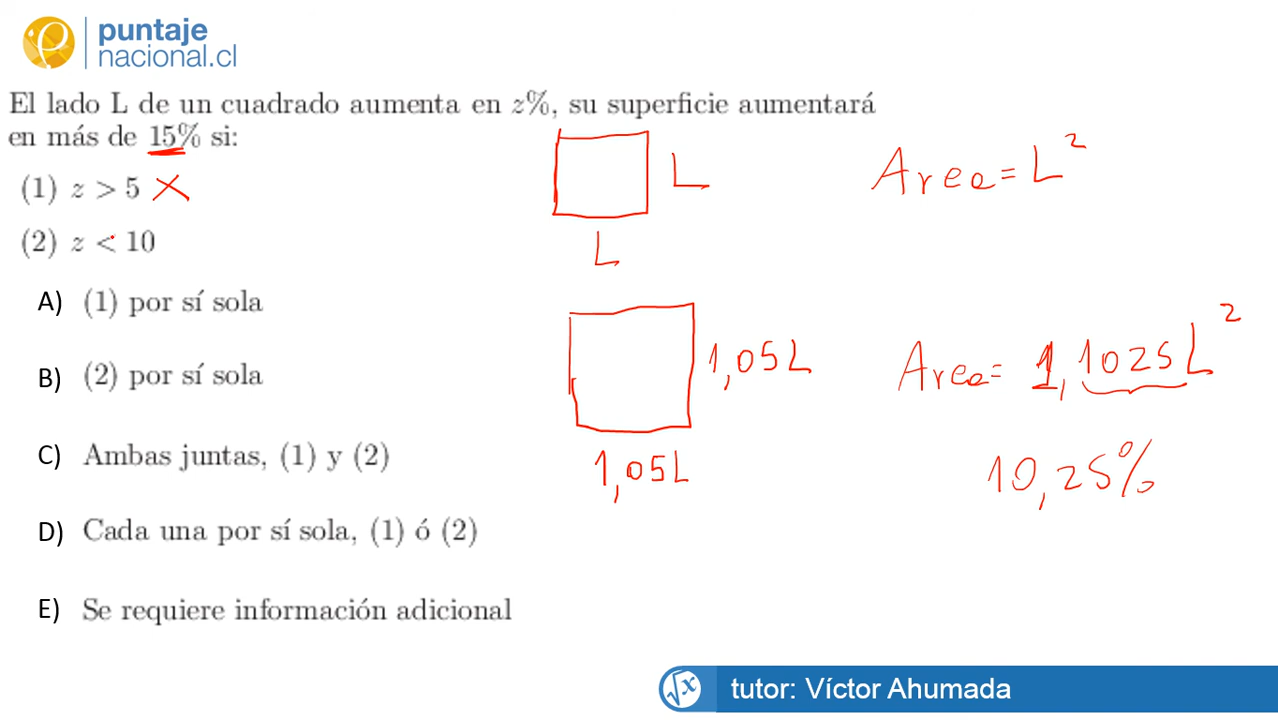 puntaje
nacional.cl
El lado L de un cuadrado aumenta en z%, su superficie aumentará
en más de 15% si:
(1) z > 5 X
(2) z < 10
A) (1) por sí sola
B) (2) por sí sola
C) Ambas juntas, (1) y (2)
D) Cada una por sí sola, (1) ó (2)
E) Se requiere información adicional
L
L
Area = L²
1,05L
1,05L
Area = 1,1025L²
10,25%
tutor: Víctor Ahumada